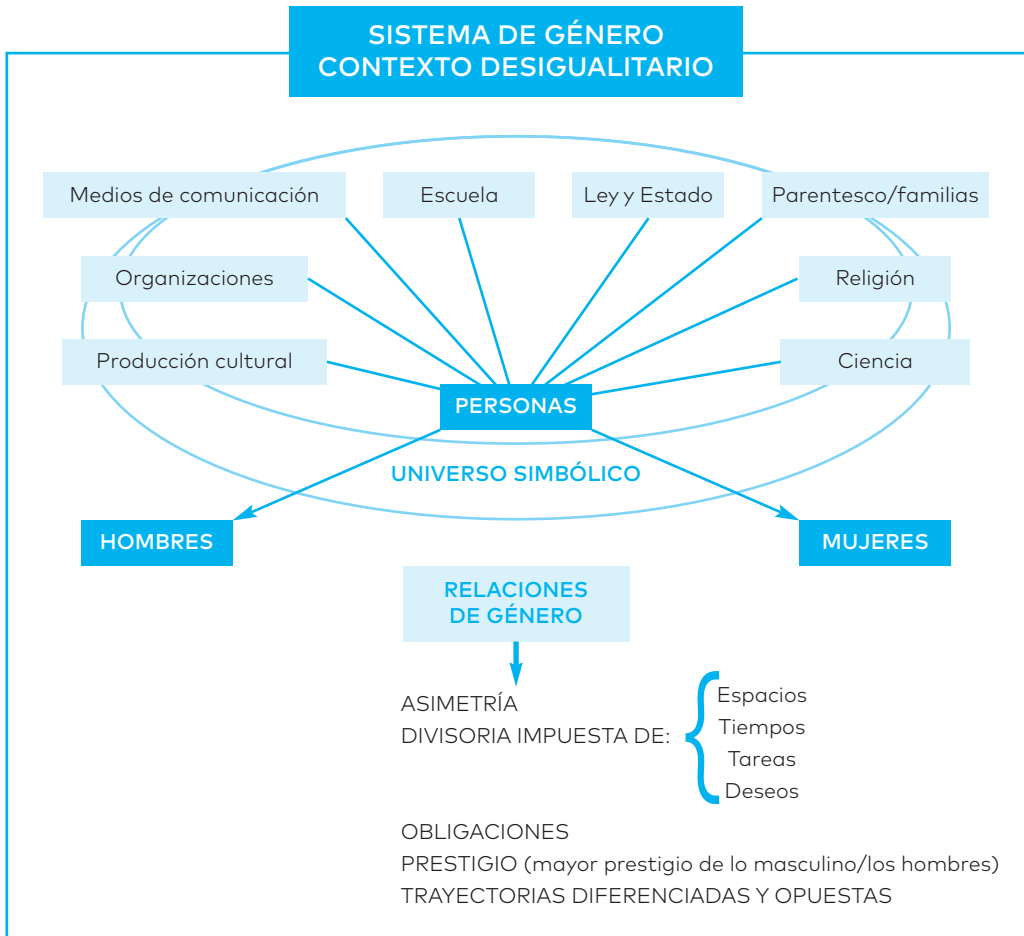 SISTEMA DE GÉNERO
CONTEXTO DESIGUALITARIO
Medios de comunicación
Escuela
Ley y Estado
Parentesco/familias
Organizaciones
Religión
Producción cultural
Ciencia
PERSONAS
UNIVERSO SIMBÓLICO
HOMBRES
MUJERES
RELACIONES
DE GÉNERO
ASIMETRÍA
DIVISORIA IMPUESTA DE:
Espacios
Tiempos
Tareas
Deseos
OBLIGACIONES
PRESTIGIO (mayor prestigio de lo masculino/los hombres)
TRAYECTORIAS DIFERENCIADAS Y OPUESTAS